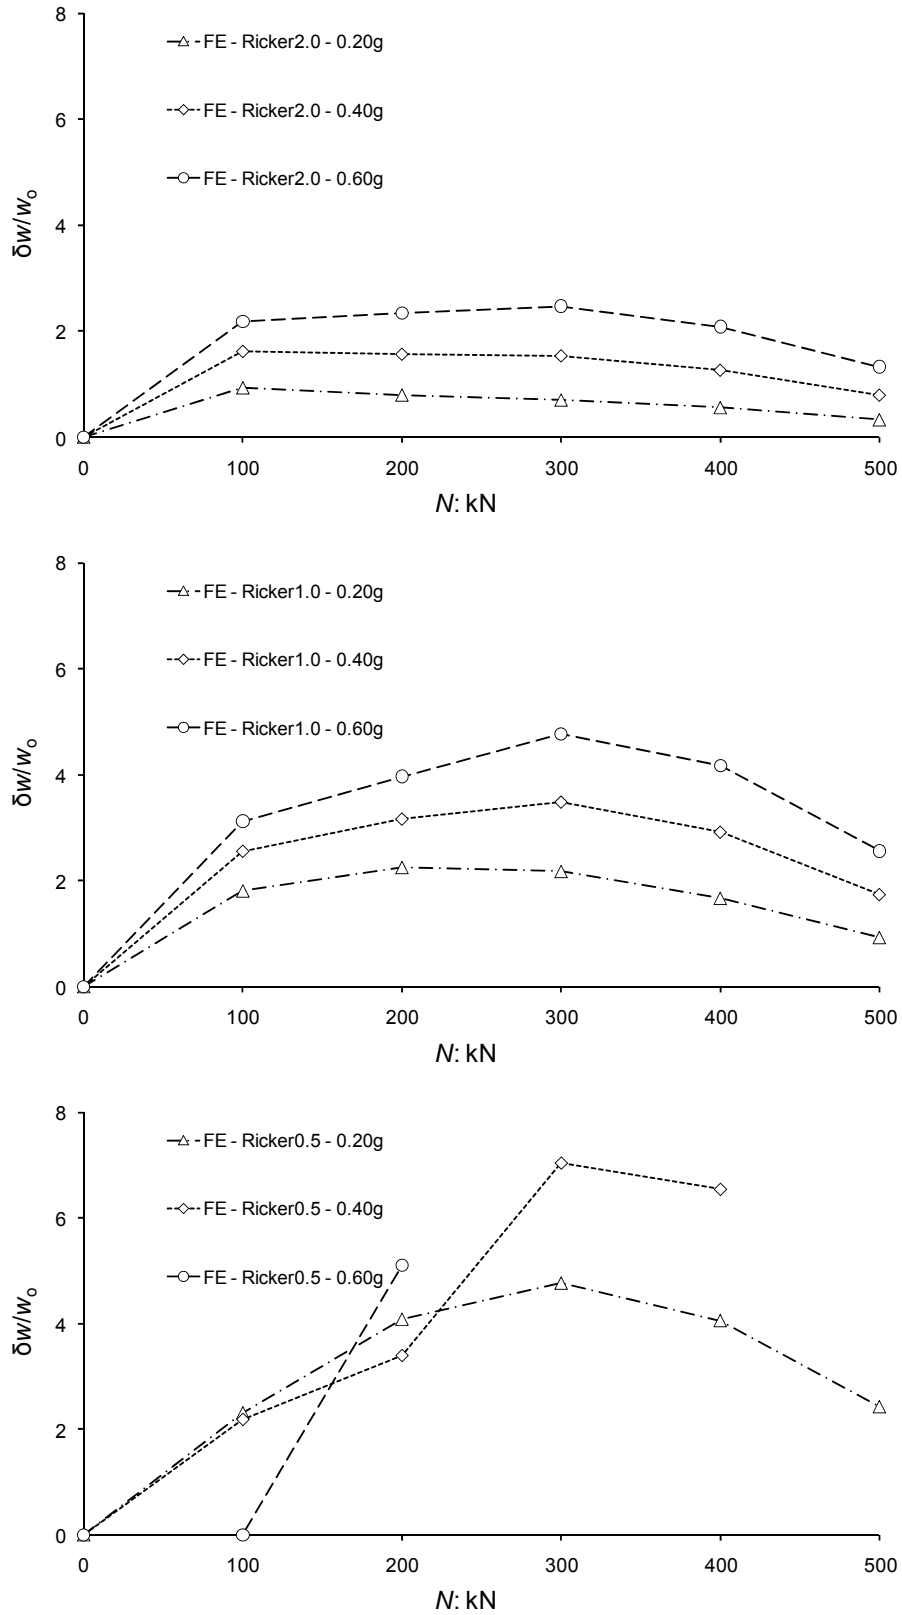 8
FE - Ricker2.0 - 0.20g
FE - Ricker2.0 - 0.40g
6
FE - Ricker2.0 - 0.60g
δw/wo
4
2
0
0 100 200 300 400 500
N: kN
8
FE - Ricker1.0 - 0.20g
FE - Ricker1.0 - 0.40g
6
FE - Ricker1.0 - 0.60g
δw/wo
4
2
0
0 100 200 300 400 500
N: kN
8
FE - Ricker0.5 - 0.20g
FE - Ricker0.5 - 0.40g
6
FE - Ricker0.5 - 0.60g
δw/wo
4
2
0
0 100 200 300 400 500
N: kN